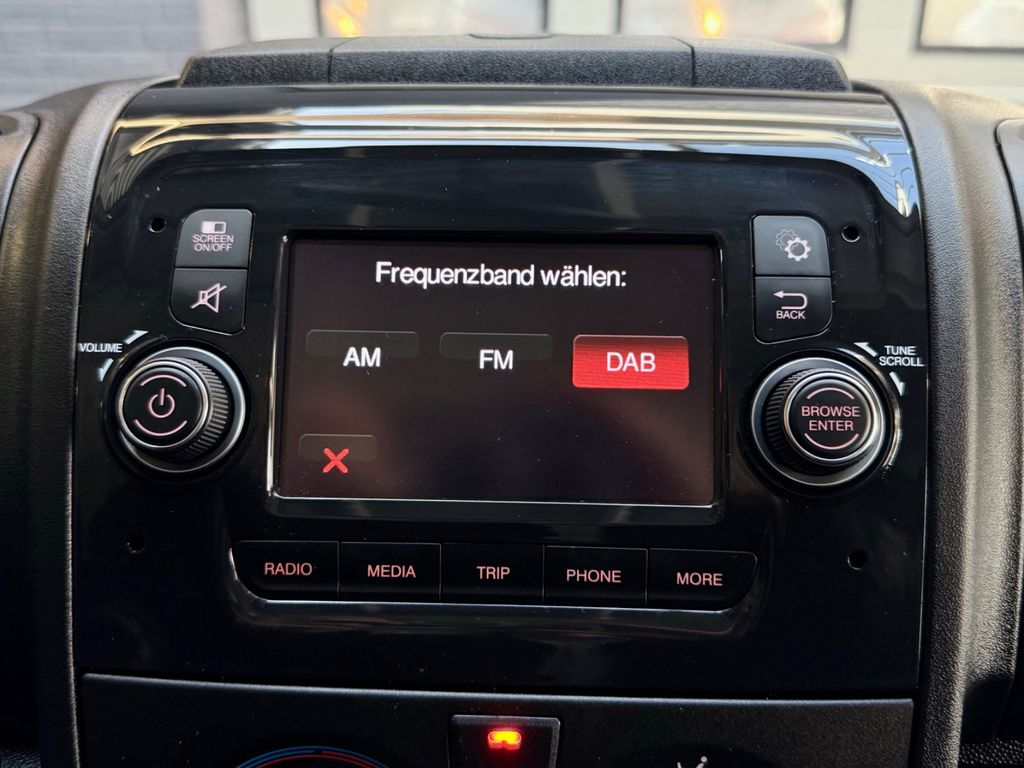 SCREEN
ON/OFF
Frequenzband wählen:
BACK
VOLUME
AM
FM
DAB
TUNE
SCROLL
BROWSE
ENTER
RADIO
MEDIA
TRIP
PHONE
MORE